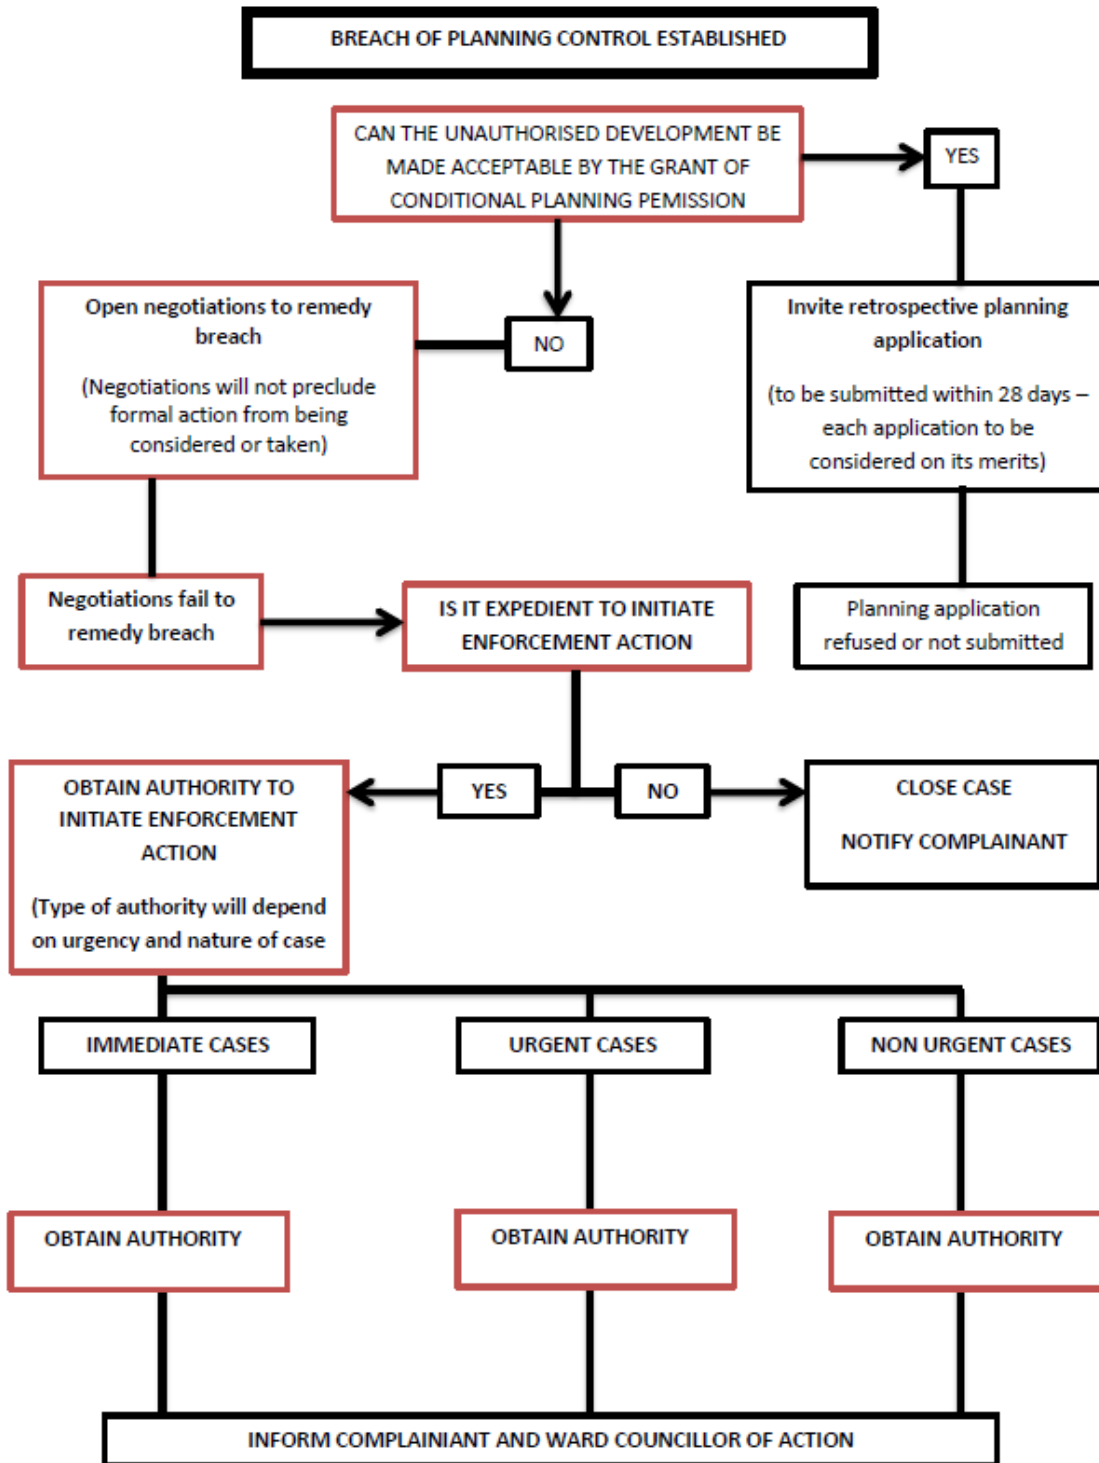 BREACH OF PLANNING CONTROL ESTABLISHED
CAN THE UNAUTHORISED DEVELOPMENT BE
MADE ACCEPTABLE BY THE GRANT OF
CONDITIONAL PLANNING PEMISSION
YES
NO
Open negotiations to remedy
breach
(Negotiations will not preclude
formal action from being
considered or taken)
Invite retrospective planning
application
(to be submitted within 28 days –
each application to be
considered on its merits)
Negotiations fail to
remedy breach
IS IT EXPEDIENT TO INITIATE
ENFORCEMENT ACTION
Planning application
refused or not submitted
OBTAIN AUTHORITY TO
INITIATE ENFORCEMENT
ACTION
(Type of authority will depend
on urgency and nature of case
YES
NO
CLOSE CASE
NOTIFY COMPLAINANT
IMMEDIATE CASES
URGENT CASES
NON URGENT CASES
OBTAIN AUTHORITY
OBTAIN AUTHORITY
OBTAIN AUTHORITY
INFORM COMPLAINIANT AND WARD COUNCILLOR OF ACTION